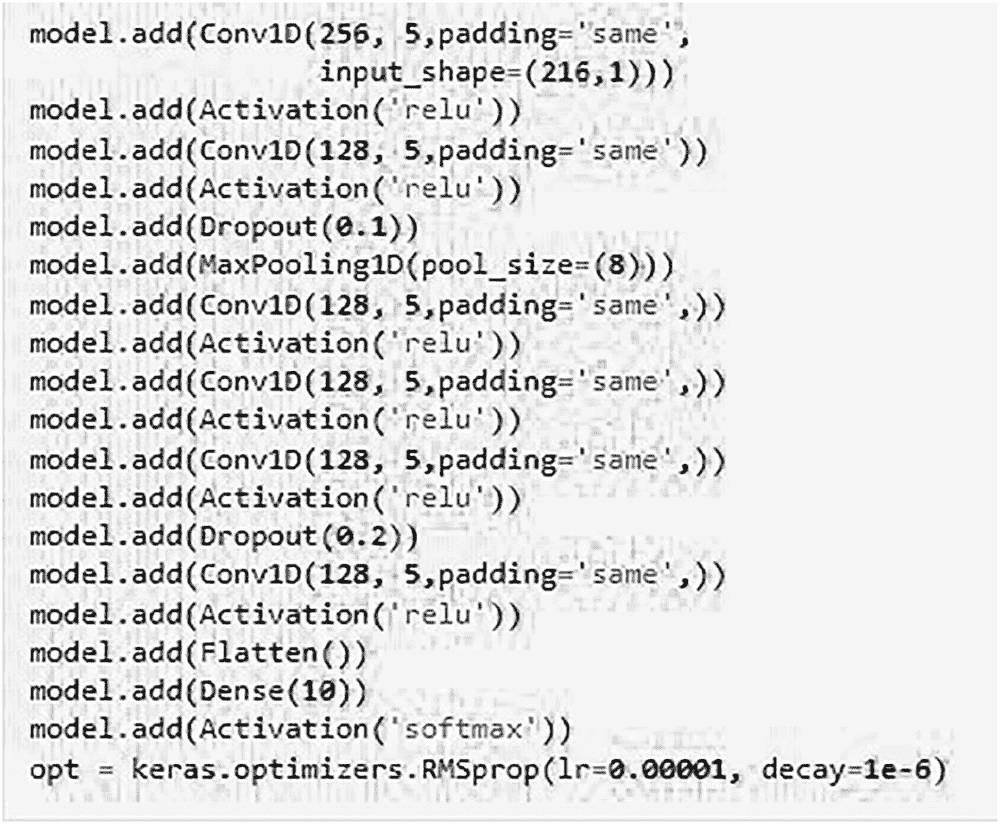 model.add(Conv1D(256, 5,padding='same',
                 input_shape=(216,1)))
model.add(Activation('relu'))
model.add(Conv1D(128, 5,padding='same'))
model.add(Activation('relu'))
model.add(Dropout(0.1))
model.add(MaxPooling1D(pool_size=(8)))
model.add(Conv1D(128, 5,padding='same',))
model.add(Activation('relu'))
model.add(Conv1D(128, 5,padding='same',))
model.add(Activation('relu'))
model.add(Conv1D(128, 5,padding='same',))
model.add(Activation('relu'))
model.add(Dropout(0.2))
model.add(Conv1D(128, 5,padding='same',))
model.add(Activation('relu'))
model.add(Flatten())
model.add(Dense(10))
model.add(Activation('softmax'))
opt = keras.optimizers.RMSprop(lr=0.00001, decay=1e-6)